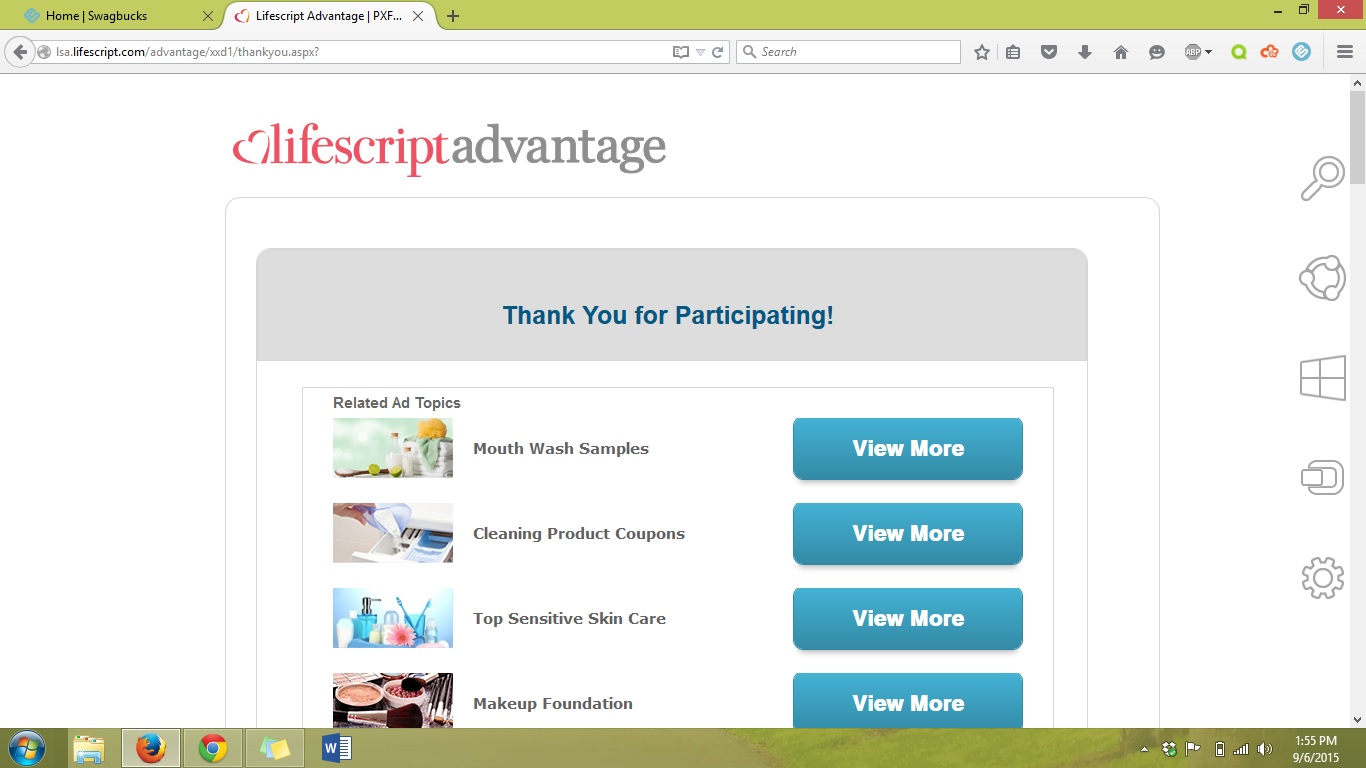 Home | Swagbucks
Lifescript Advantage | PXF...
lsa.lifescript.com/advantage/xxd1/thankyou.aspx?
Search
ABP
lifescriptadvantage
Thank You for Participating!
Related Ad Topics
Mouth Wash Samples
View More
Cleaning Product Coupons
View More
Top Sensitive Skin Care
View More
Makeup Foundation
View More
W
1:55 PM
9/6/2015